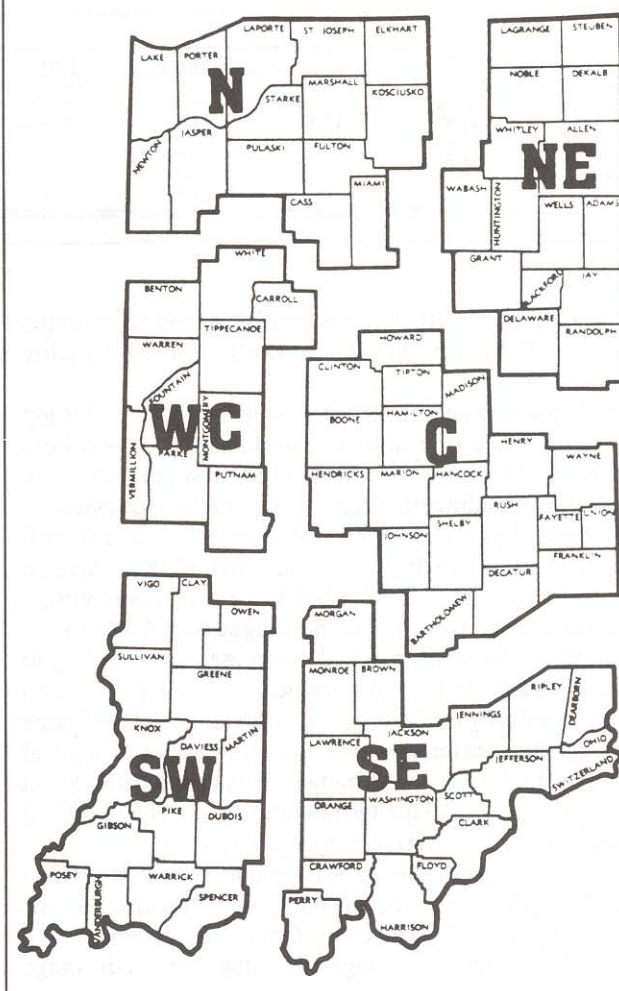 LAPORTE ST. JOSEPH ELKHART
LAKE PORTER
MARSHALL
N
STARKE KOSCIUSKO
JASPER
NEWTON
PULASKI FULTON
MIAMI
CASS
LAGRANGE STEUBEN
NOBLE DEKALB
WHITLEY ALLEN
NE
WABASH HUNTINGTON
WELLS ADAMS
GRANT
BLACKFORD JAY
DELAWARE
RANDOLPH
WHITE
BENTON
CARROLL
TIPPECANOE
WARREN
FOUNTAIN
WC
MONTGOMERY
PARKE
VERMILLION
PUTNAM
HOWARD
CLINTON
TIPTON
MADISON
BOONE HAMILTON
C
HENRY
WAYNE
HENDRICKS MARION HANCOCK
RUSH
FAYETTE UNION
JOHNSON SHELBY
FRANKLIN
DECATUR
BARTHOLOMEW
VIGO CLAY
OWEN
SULLIVAN
GREENE
KNOX
DAVIESS MARTIN
SW
PIKE DUBOIS
GIBSON
POSEY WARRICK
VANDERBURGH
SPENCER
MORGAN
MONROE BROWN
RIPLEY DEARBORN
JENNINGS
LAWRENCE JACKSON
OHIO
JEFFERSON
SWITZERLAND
SE
ORANGE WASHINGTON SCOTT
CLARK
CRAWFORD FLOYD
PERRY
HARRISON